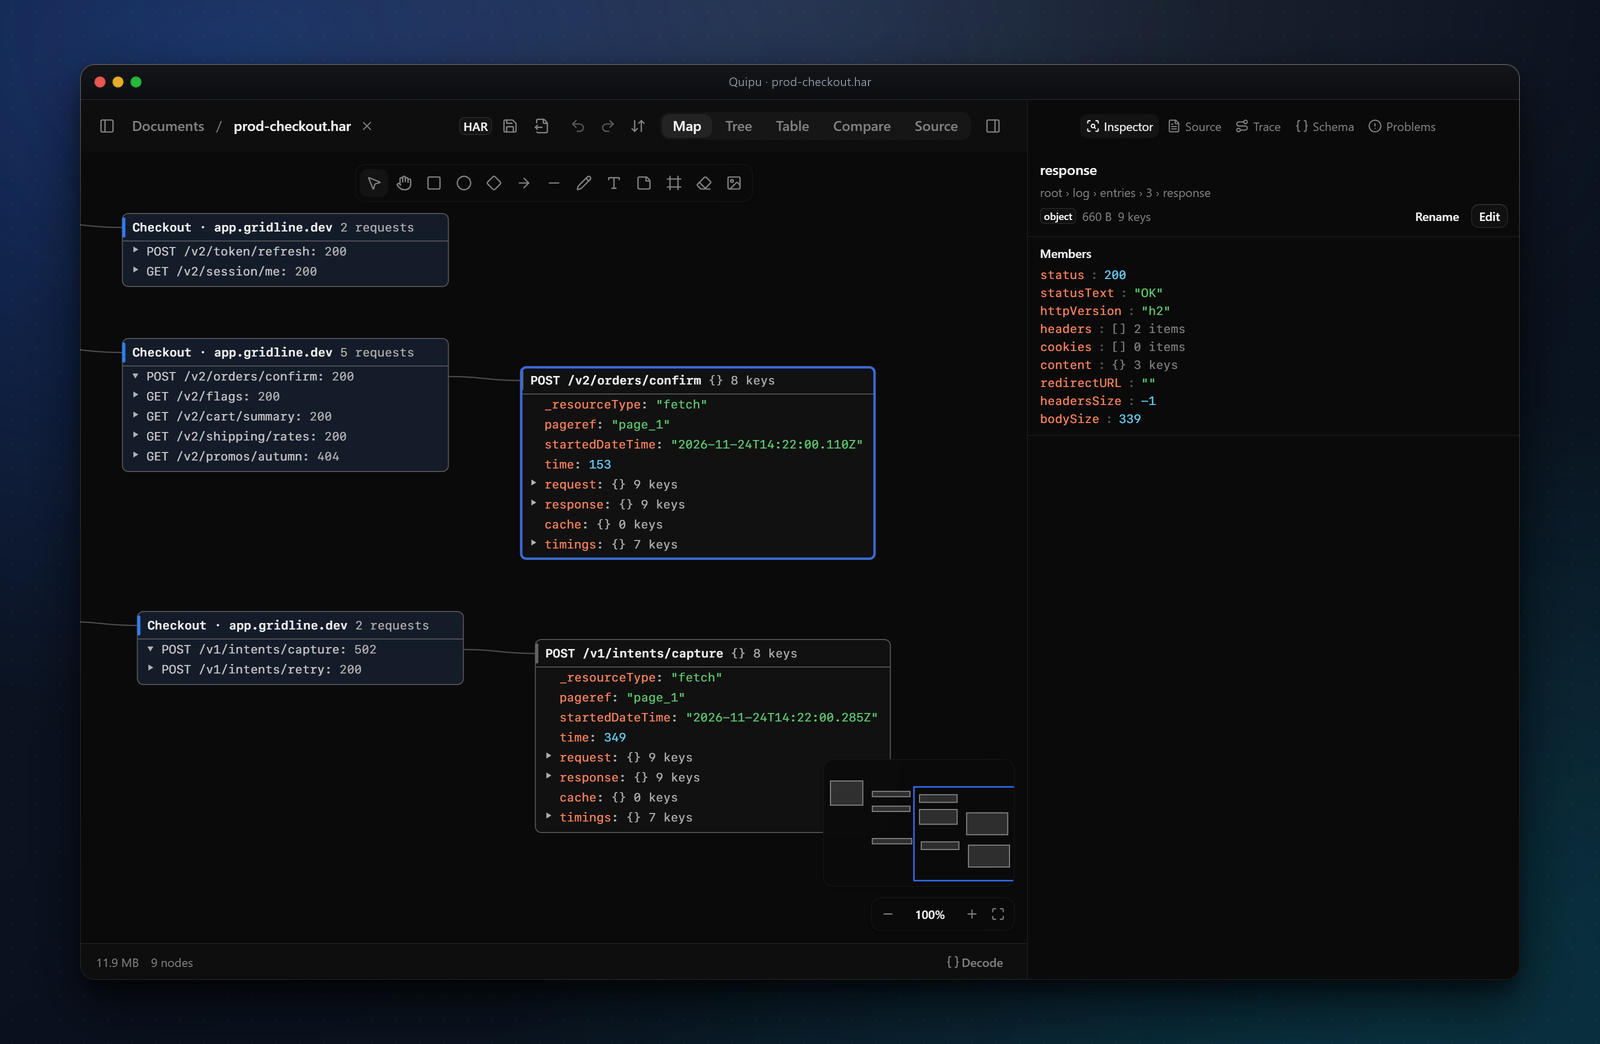 Quipu · prod-checkout.har
Documents / prod-checkout.har
HAR
Map Tree Table Compare Source
Inspector Source Trace {} Schema Problems
Checkout · app.gridline.dev 2 requests
POST /v2/token/refresh: 200
GET /v2/session/me: 200
Checkout · app.gridline.dev 5 requests
POST /v2/orders/confirm: 200
GET /v2/flags: 200
GET /v2/cart/summary: 200
GET /v2/shipping/rates: 200
GET /v2/promos/autumn: 404
POST /v2/orders/confirm {} 8 keys
_resourceType: "fetch"
pageref: "page_1"
startedDateTime: "2026-11-24T14:22:00.110Z"
time: 153
request: {} 9 keys
response: {} 9 keys
cache: {} 0 keys
timings: {} 7 keys
Checkout · app.gridline.dev 2 requests
POST /v1/intents/capture: 502
POST /v1/intents/retry: 200
POST /v1/intents/capture {} 8 keys
_resourceType: "fetch"
pageref: "page_1"
startedDateTime: "2026-11-24T14:22:00.285Z"
time: 349
request: {} 9 keys
response: {} 9 keys
cache: {} 0 keys
timings: {} 7 keys
100%
11.9 MB 9 nodes
{} Decode
response
root › log › entries › 3 › response
object 660 B 9 keys
Rename Edit
Members
status : 200
statusText : "OK"
httpVersion : "h2"
headers : [] 2 items
cookies : [] 0 items
content : {} 3 keys
redirectURL : ""
headersSize : -1
bodySize : 339